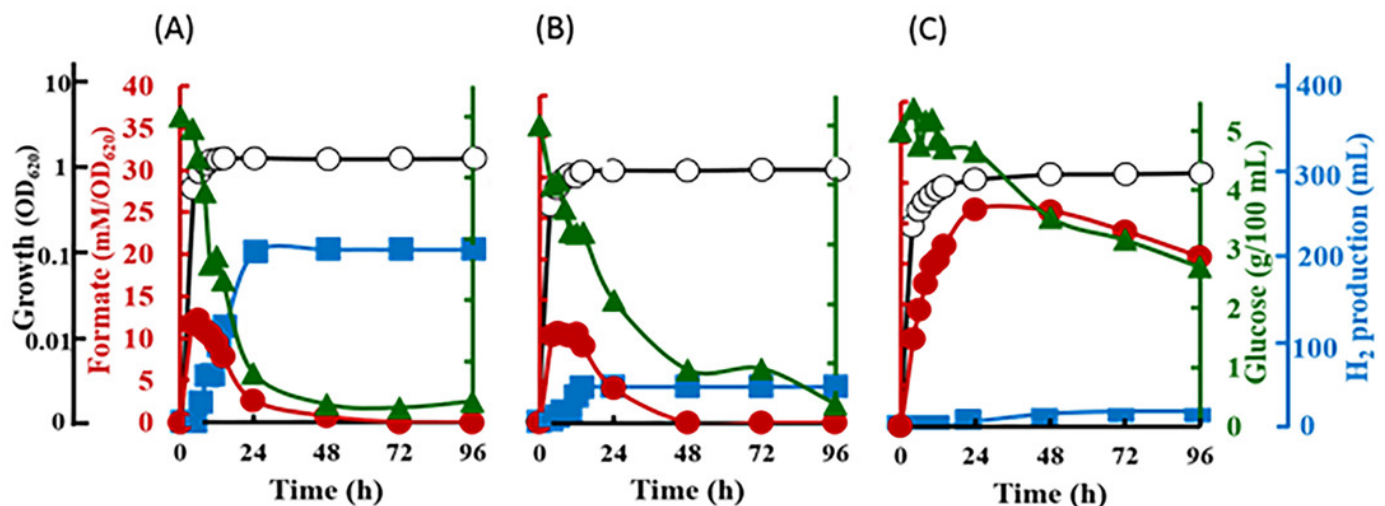 (A)
(B)
(C)
Growth (OD₆₂₀)
10
1
0.1
0.01
0
Formate (mM/OD₆₂₀)
40
35
30
25
20
15
10
5
0
0 24 48 72 96
Time (h)
0 24 48 72 96
Time (h)
0 24 48 72 96
Time (h)
5
4
3
2
1
0
Glucose (g/100 mL)
400
300
200
100
0
H₂ production (mL)